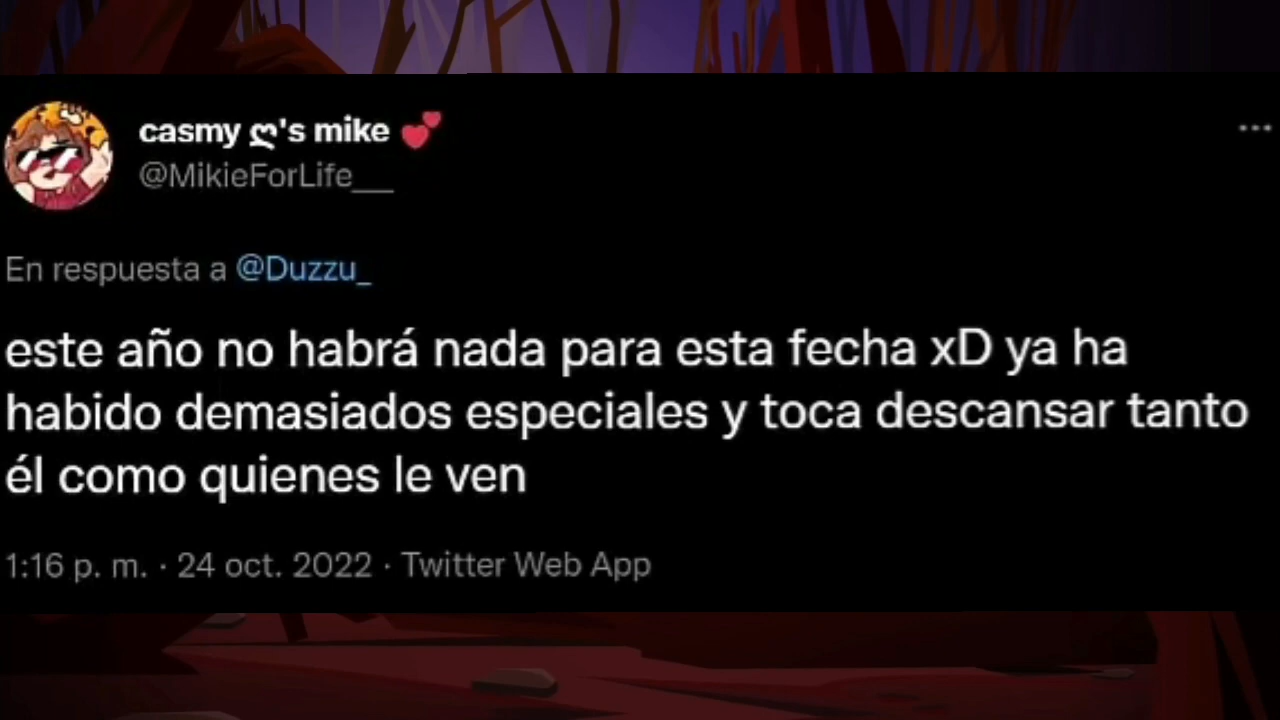 casmy ღ's mike 💕
@MikieForLife___
En respuesta a @Duzzu_
este año no habrá nada para esta fecha xD ya ha
habido demasiados especiales y toca descansar tanto
él como quienes le ven
1:16 p. m. · 24 oct. 2022 · Twitter Web App